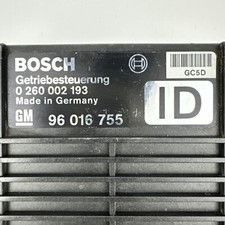 BOSCH
GC5D
Getriebesteuerung
0 260 002 193
Made in Germany
ID
GM 96 016 755